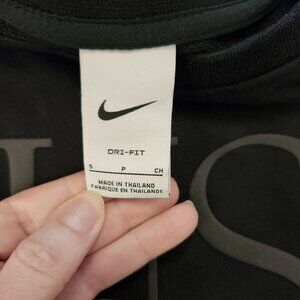 DRI-FIT
S P CH
MADE IN THAILAND
FABRIQUÉ EN THAÏLANDE
S